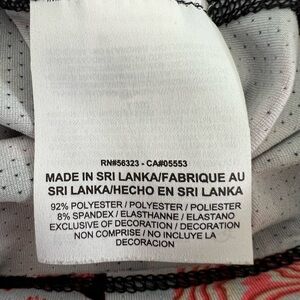 RN#56323 - CA#05553
MADE IN SRI LANKA/FABRIQUE AU
SRI LANKA/HECHO EN SRI LANKA
92% POLYESTER / POLYESTER / POLIESTER
8% SPANDEX / ELASTHANNE / ELASTANO
EXCLUSIVE OF DECORATION / DECORATION
NON COMPRISE / NO INCLUYE LA
DECORACION